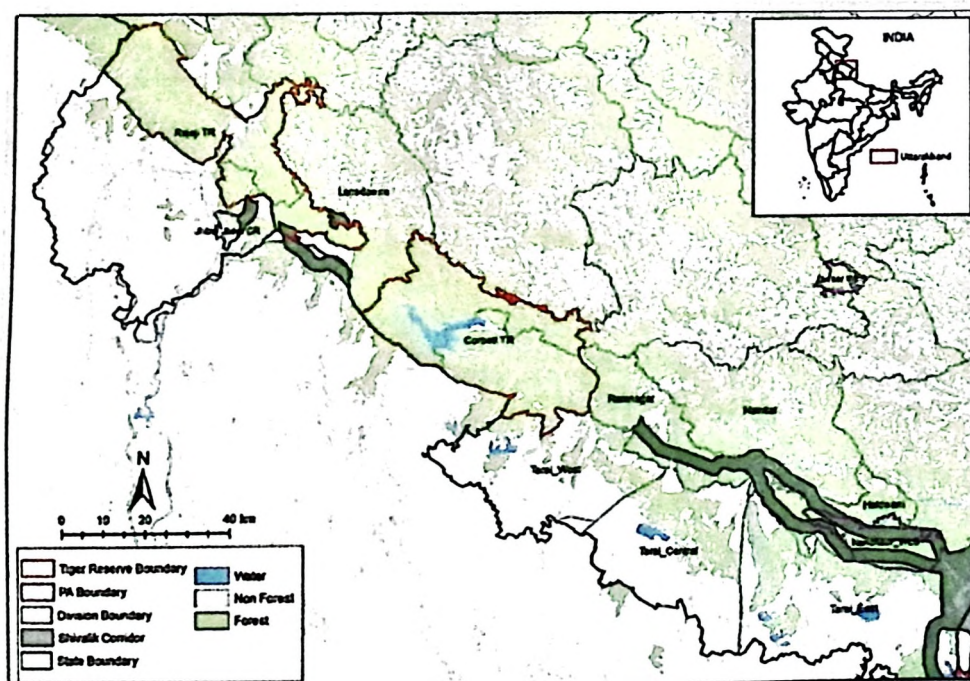 INDIA
Uttarakhand
Rajaji TR
Lansdowne
Corbett TR
Ramnagar
Nainital
Haldwani
Terai_West
Terai_Central
Terai_East
N
0 10 20 40 km
Tiger Reserve Boundary
PA Boundary
Division Boundary
Shivalik Corridor
State Boundary
Water
Non Forest
Forest